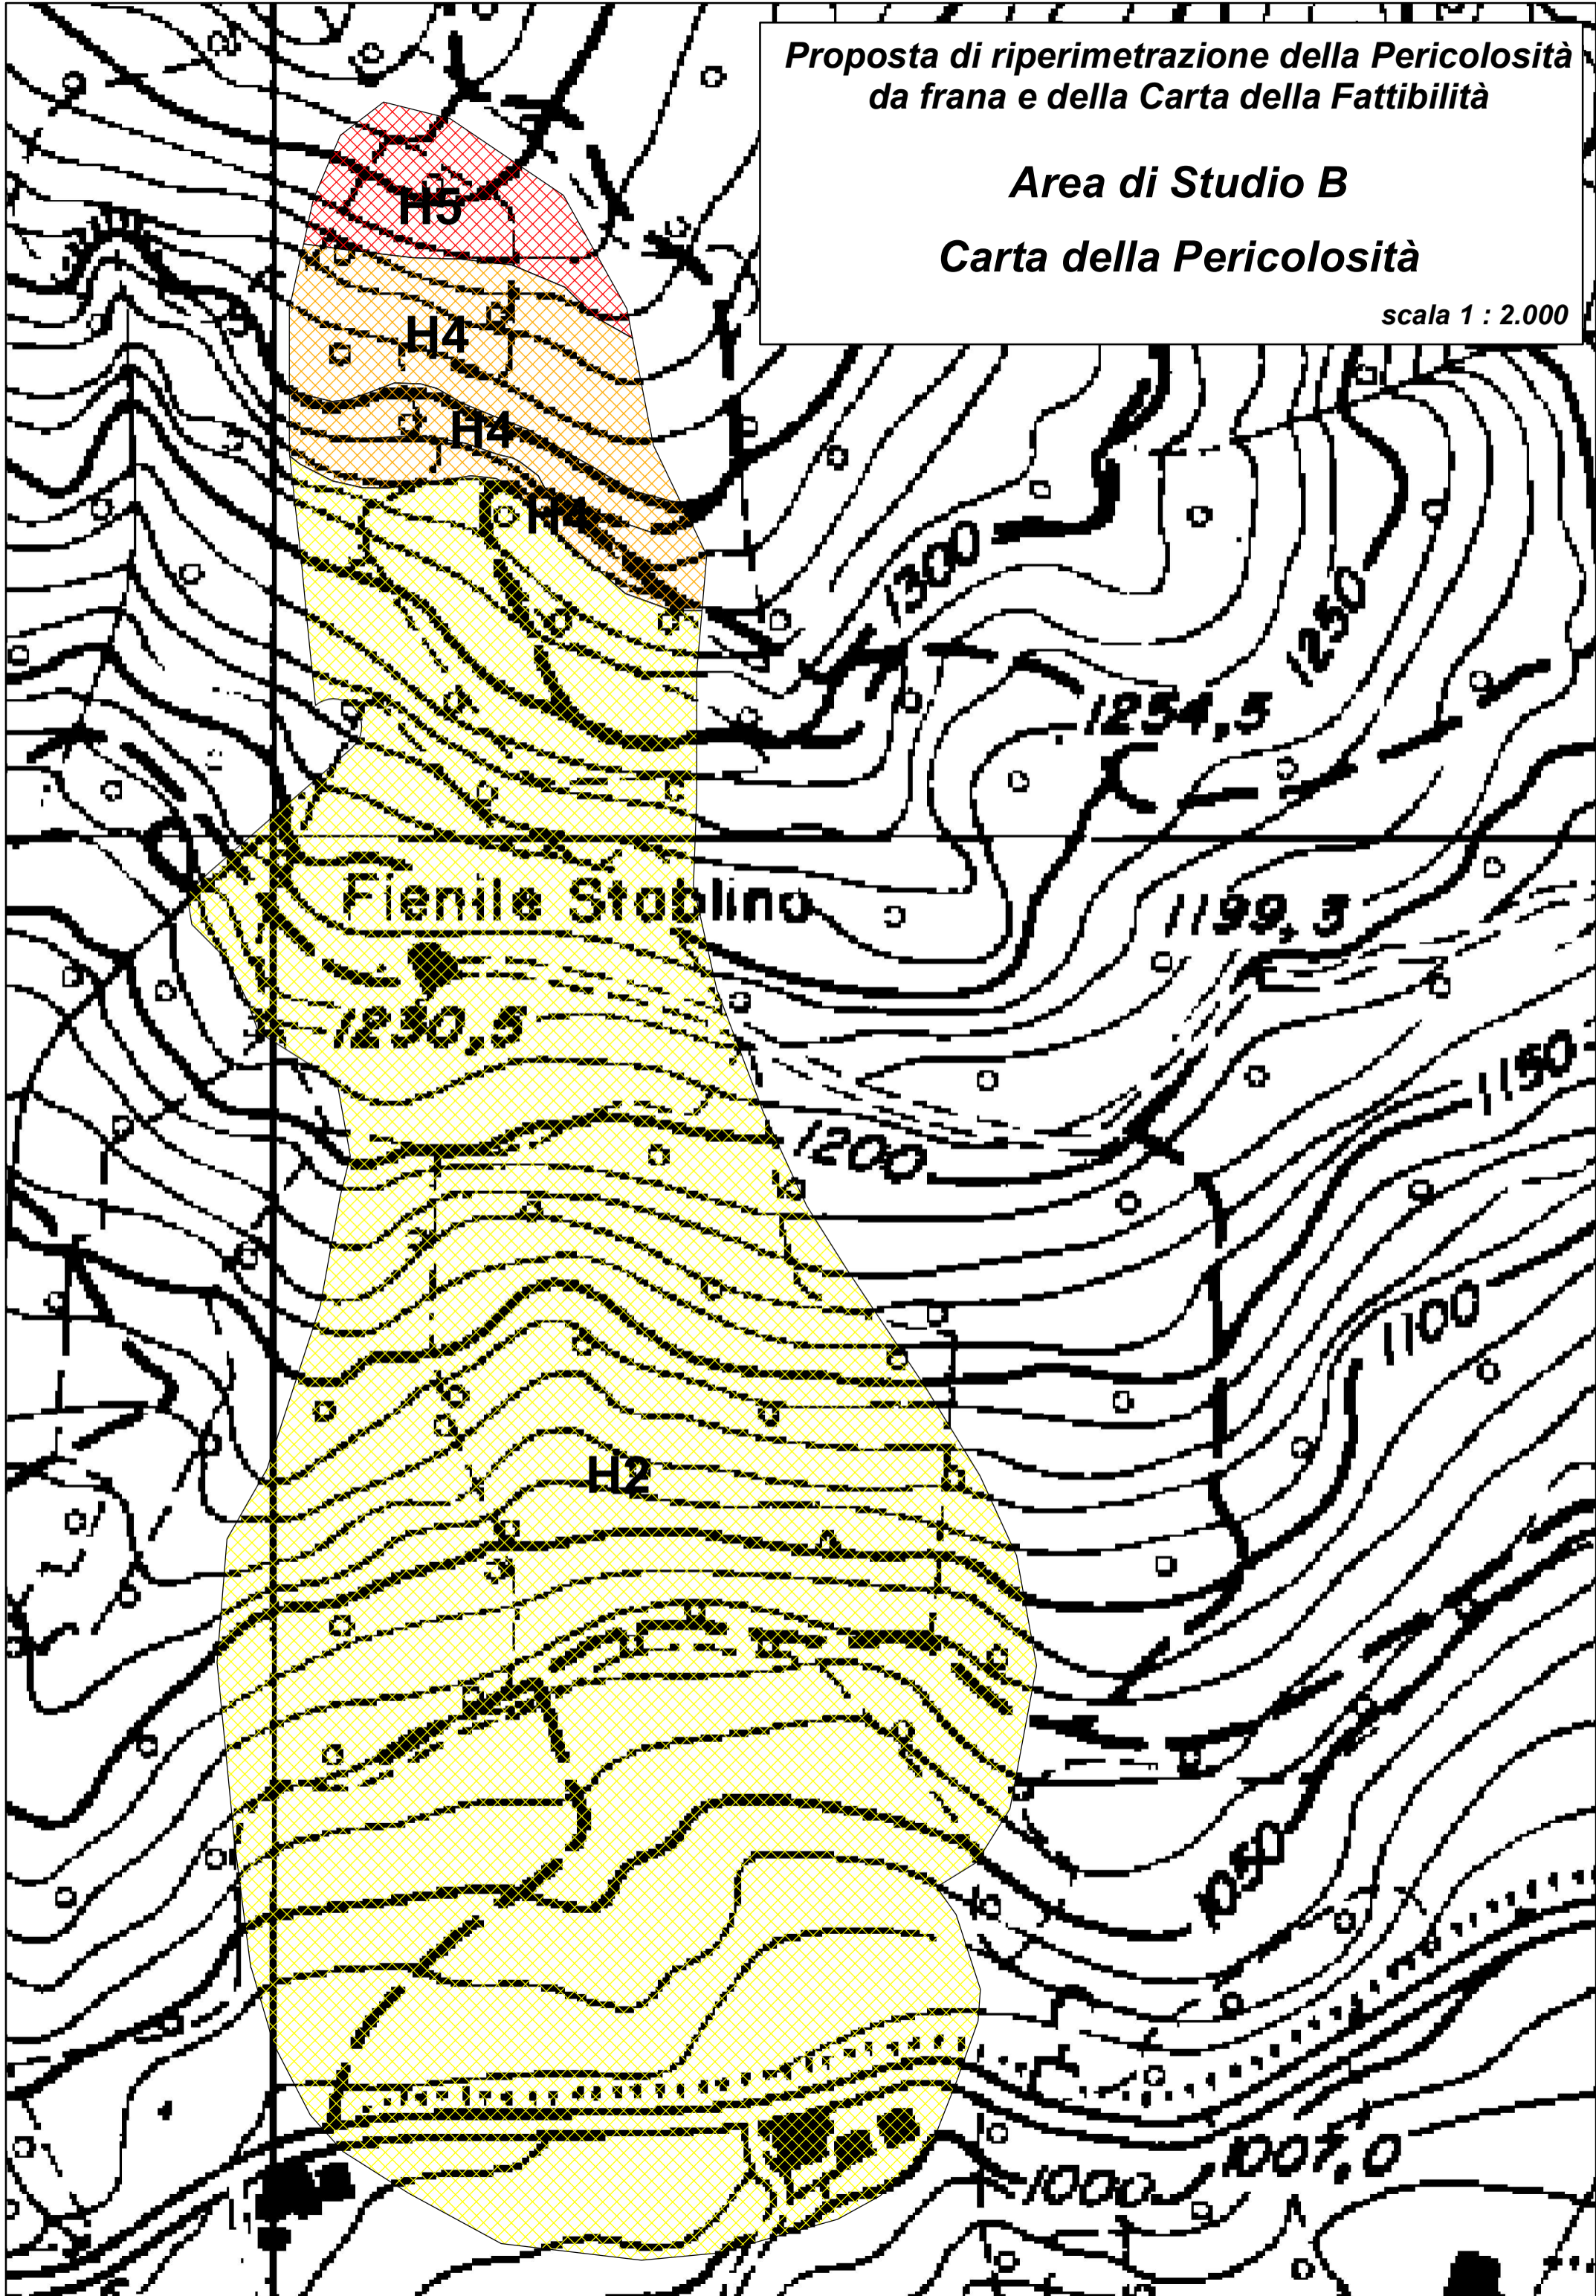 Proposta di riperimetrazione della Pericolosità
da frana e della Carta della Fattibilità
Area di Studio B
Carta della Pericolosità
scala 1 : 2.000
H5
H4
H4
H4
1300
1250
1254,5
Fienile Stablino
1199,3
1230,5
1150
1200
1100
H2
1050
1007,0
1000